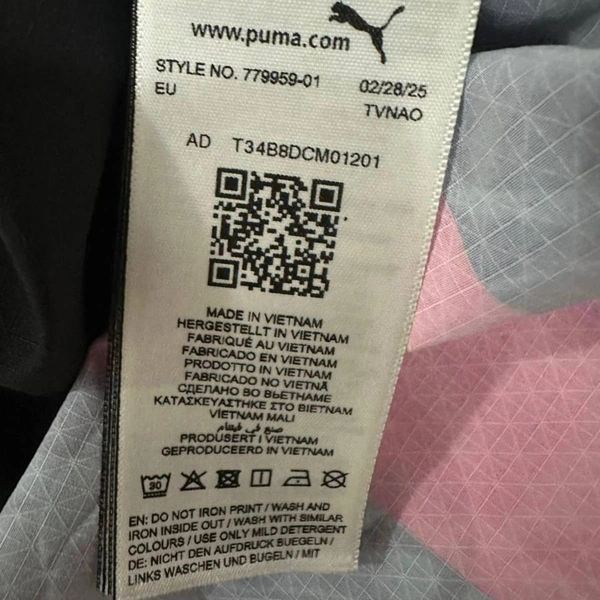 www.puma.com
STYLE NO. 779959-01 02/28/25
EU TVNAO
AD T34B8DCM01201
MADE IN VIETNAM
HERGESTELLT IN VIETNAM
FABRIQUÉ AU VIETNAM
FABRICADO EN VIETNAM
PRODOTTO IN VIETNAM
FABRICADO NO VIETNÃ
СДЕЛАНО ВО ВЬЕТНАМЕ
ΚΑΤΑΣΚΕΥΑΣΤΗΚΕ ΣΤΟ ΒΙΕΤΝΑΜ
VİETNAM MALI
صنع في فيتنام
PRODUSERT I VIETNAM
GEPRODUCEERD IN VIETNAM
30
EN: DO NOT IRON PRINT / WASH AND
IRON INSIDE OUT / WASH WITH SIMILAR
COLOURS / USE ONLY MILD DETERGENT
DE: NICHT DEN AUFDRUCK BUEGELN /
LINKS WASCHEN UND BUGELN / MIT